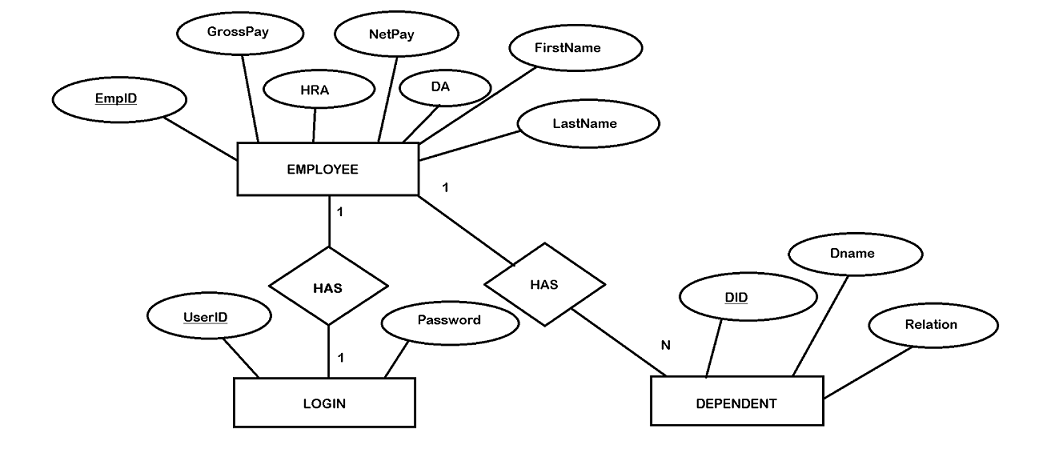 GrossPay
NetPay
FirstName
HRA
DA
EmpID
LastName
EMPLOYEE
1
1
HAS
HAS
Dname
DID
UserID
Password
Relation
N
1
LOGIN
DEPENDENT